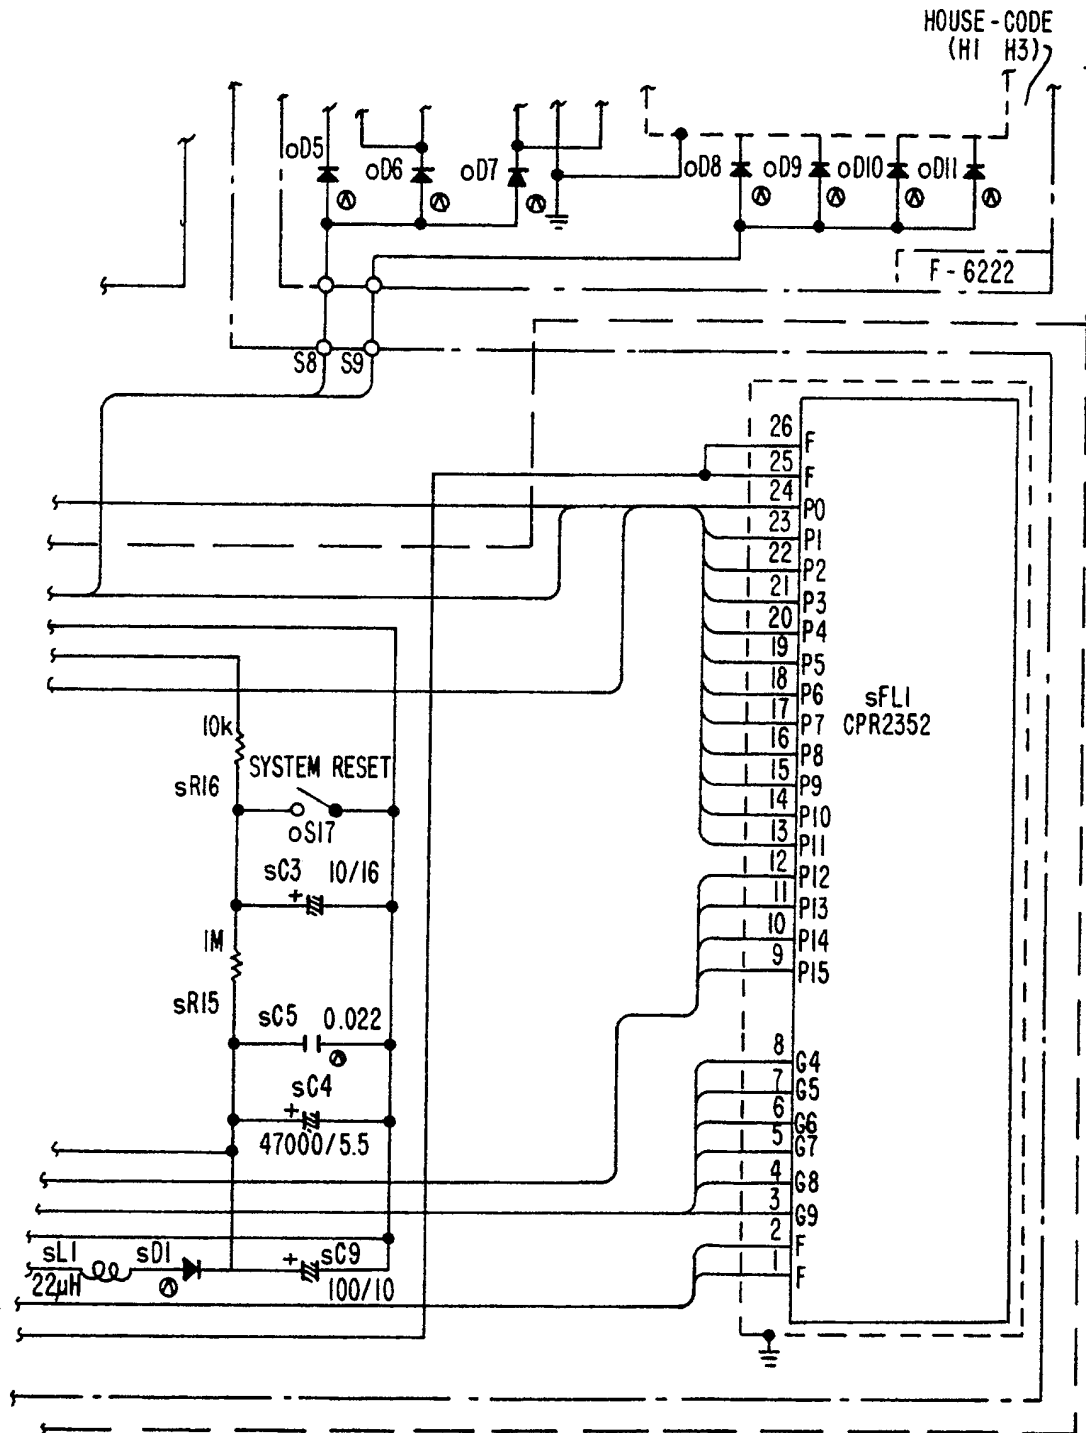 HOUSE-CODE
(H1 H3)
oD5
oD6
oD7
oD8
oD9
oD10
oD11
F-6222
S8
S9
26
F
25
F
24
P0
23
P1
22
P2
21
P3
20
P4
19
P5
18
P6
17
P7
16
P8
15
P9
14
P10
13
P11
12
P12
11
P13
10
P14
9
P15
8
G4
7
G5
6
G6
5
G7
4
G8
3
G9
2
F
1
F
sFL1
CPR2352
10k
sR16
SYSTEM RESET
oS17
sC3 10/16
+
1M
sR15
sC5 0.022
sC4
+
47000/5.5
sL1
22μH
sD1
+ sC9
100/10